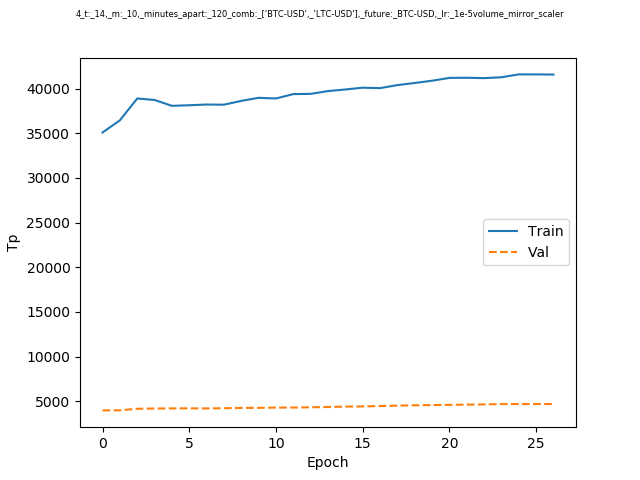 4_t:_14,_m:_10,_minutes_apart:_120_comb:_['BTC-USD',_'LTC-USD'],_future:_BTC-USD,_lr:_1e-5volume_mirror_scaler
40000
35000
30000
25000
20000
15000
10000
5000
Tp
Train
Val
0 5 10 15 20 25
Epoch